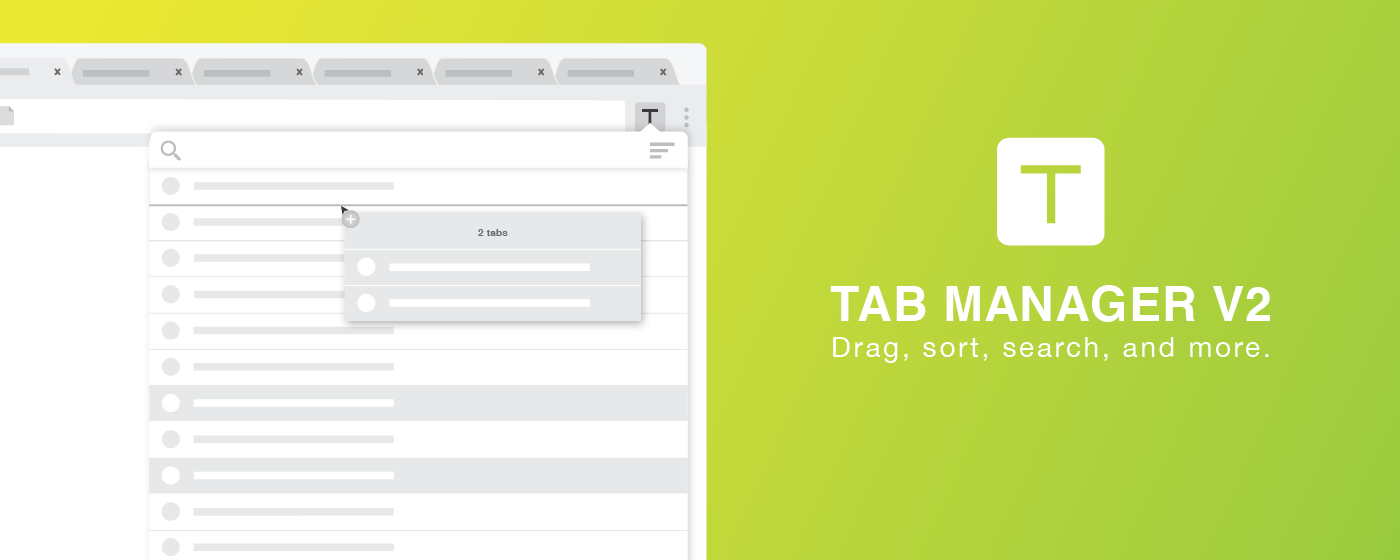 x x x x x x
T
2 tabs
T
TAB MANAGER V2
Drag, sort, search, and more.